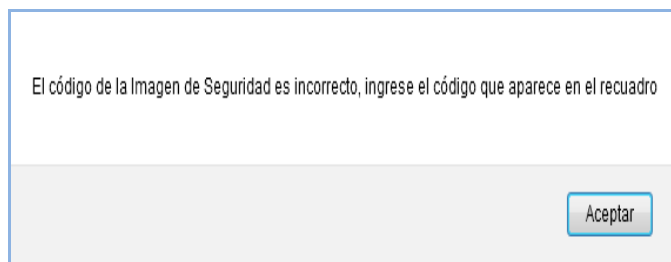 El código de la Imagen de Seguridad es incorrecto, ingrese el código que aparece en el recuadro
Aceptar